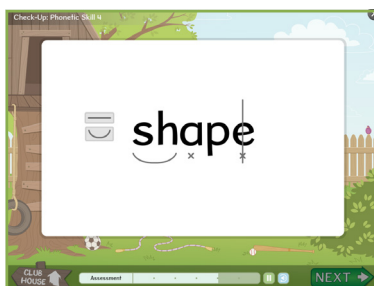 Check-Up: Phonetic Skill 4
shape
CLUB
HOUSE
Assessment
NEXT